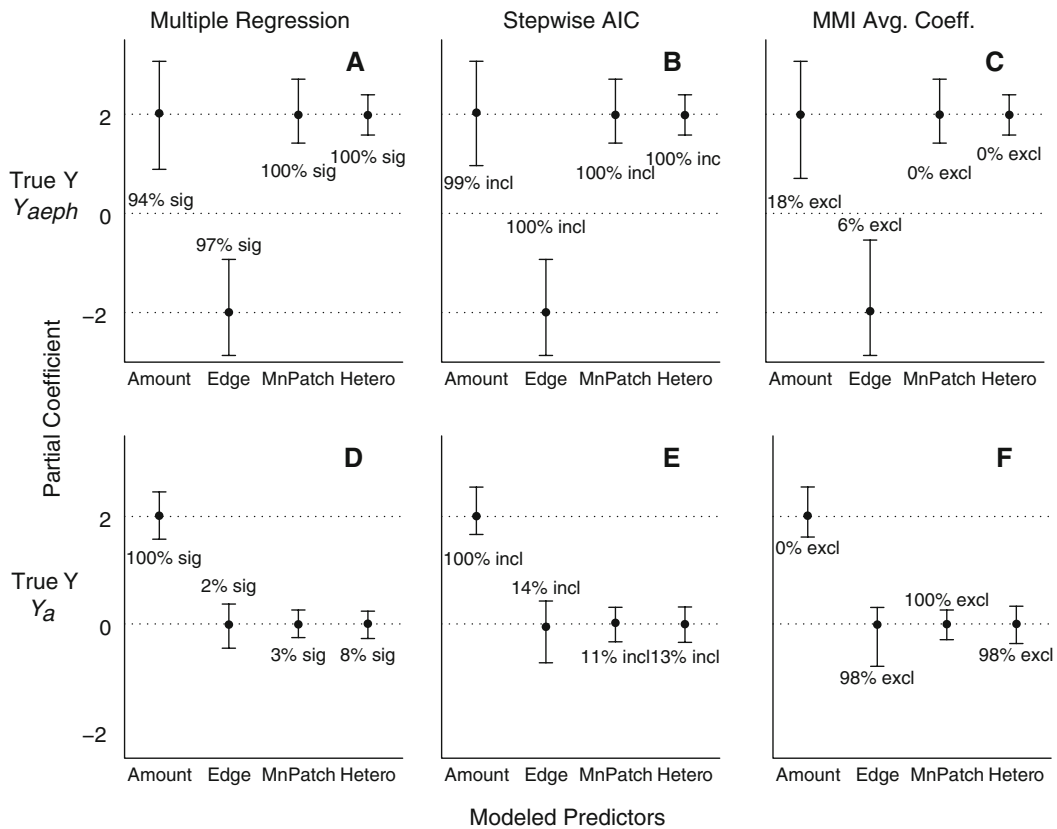 Multiple Regression
Stepwise AIC
MMI Avg. Coeff.
Partial Coefficient
True Y
Yaeph
2
0
−2
A
94% sig
97% sig
100% sig
100% sig
Amount Edge MnPatch Hetero
B
99% incl
100% incl
100% incl
100% inc
Amount Edge MnPatch Hetero
C
18% excl
6% excl
0% excl
0% excl
Amount Edge MnPatch Hetero
True Y
Ya
2
0
−2
D
100% sig
2% sig
3% sig
8% sig
Amount Edge MnPatch Hetero
E
100% incl
14% incl
11% incl
13% incl
Amount Edge MnPatch Hetero
F
0% excl
98% excl
100% excl
98% excl
Amount Edge MnPatch Hetero
Modeled Predictors